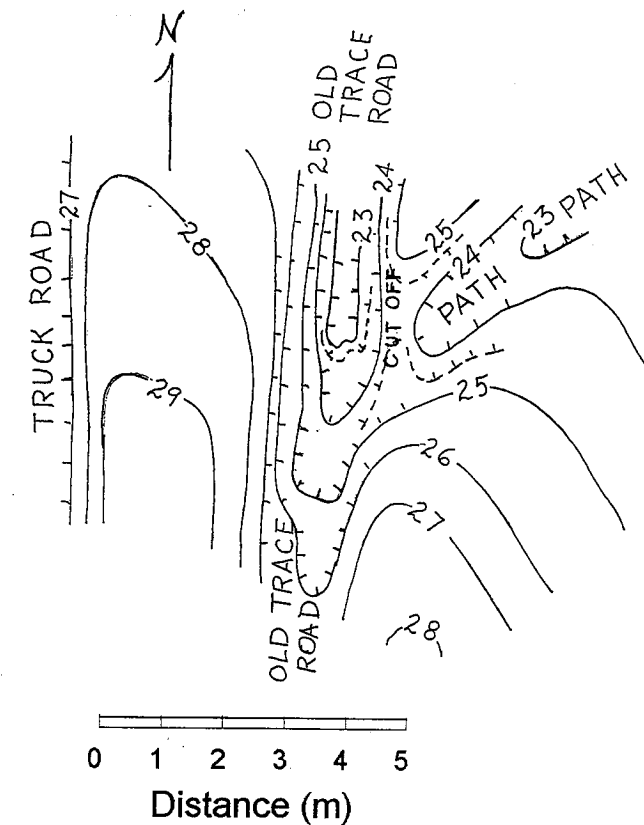 N
OLD
TRACE
ROAD
25
24
27
28
23
25
24
23 PATH
PATH
CUT OFF
TRUCK ROAD
29
25
26
27
OLD TRACE
ROAD
28
0 1 2 3 4 5
Distance (m)